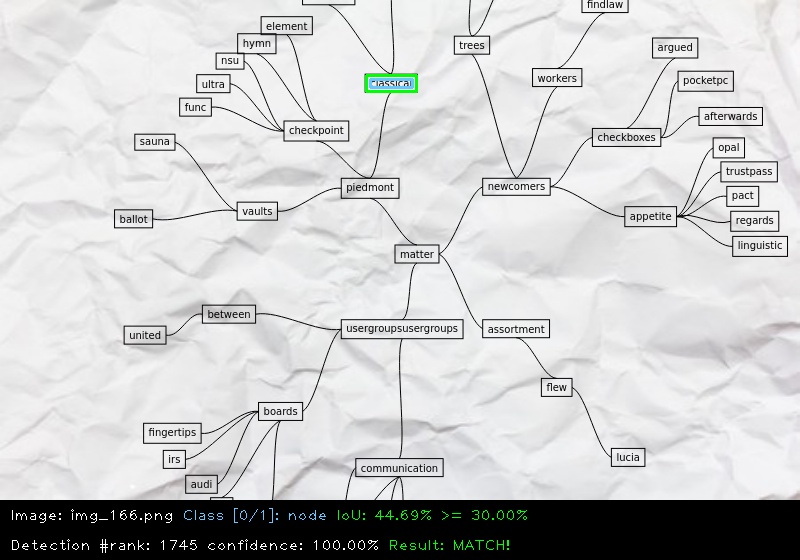 findlaw
element
trees
hymn
argued
nsu
workers
classical
pocketpc
ultra
func
afterwards
checkpoint
checkboxes
sauna
opal
trustpass
piedmont
newcomers
pact
vaults
appetite
ballot
regards
linguistic
matter
between
united
usergroupsusergroups
assortment
flew
boards
fingertips
irs
lucia
communication
audi
Image: img_166.png Class [0/1]: node IoU: 44.69% >= 30.00%
Detection #rank: 1745 confidence: 100.00% Result: MATCH!